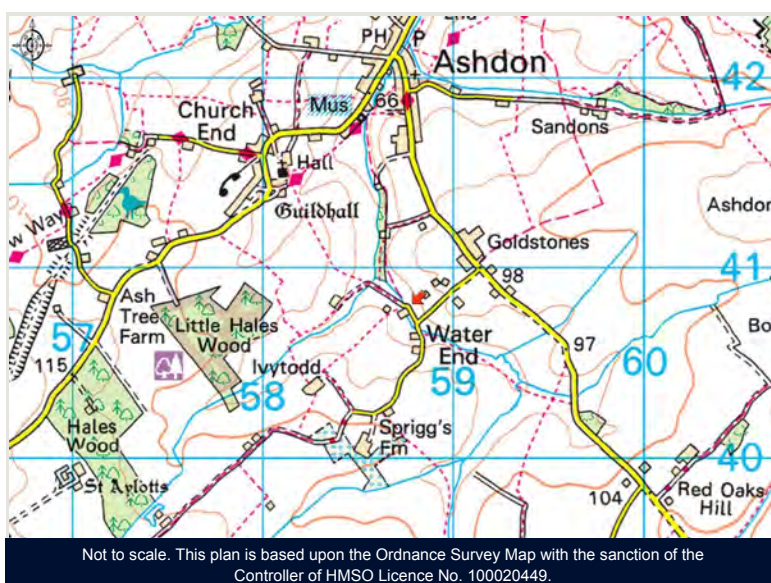 PH
P
Ashdon
42
Church
End
Mus
66
Sandons
Hall
Guildhall
Ashdon
Goldstones
41
98
Ash
Tree
Farm
57
Little Hales
Wood
Water
End
97
60
Bo
115
Ivytodd
58
59
Hales
Wood
Sprigg's
Fm
40
St Aylotts
104
Red Oaks
Hill
Not to scale. This plan is based upon the Ordnance Survey Map with the sanction of the
Controller of HMSO Licence No. 100020449.